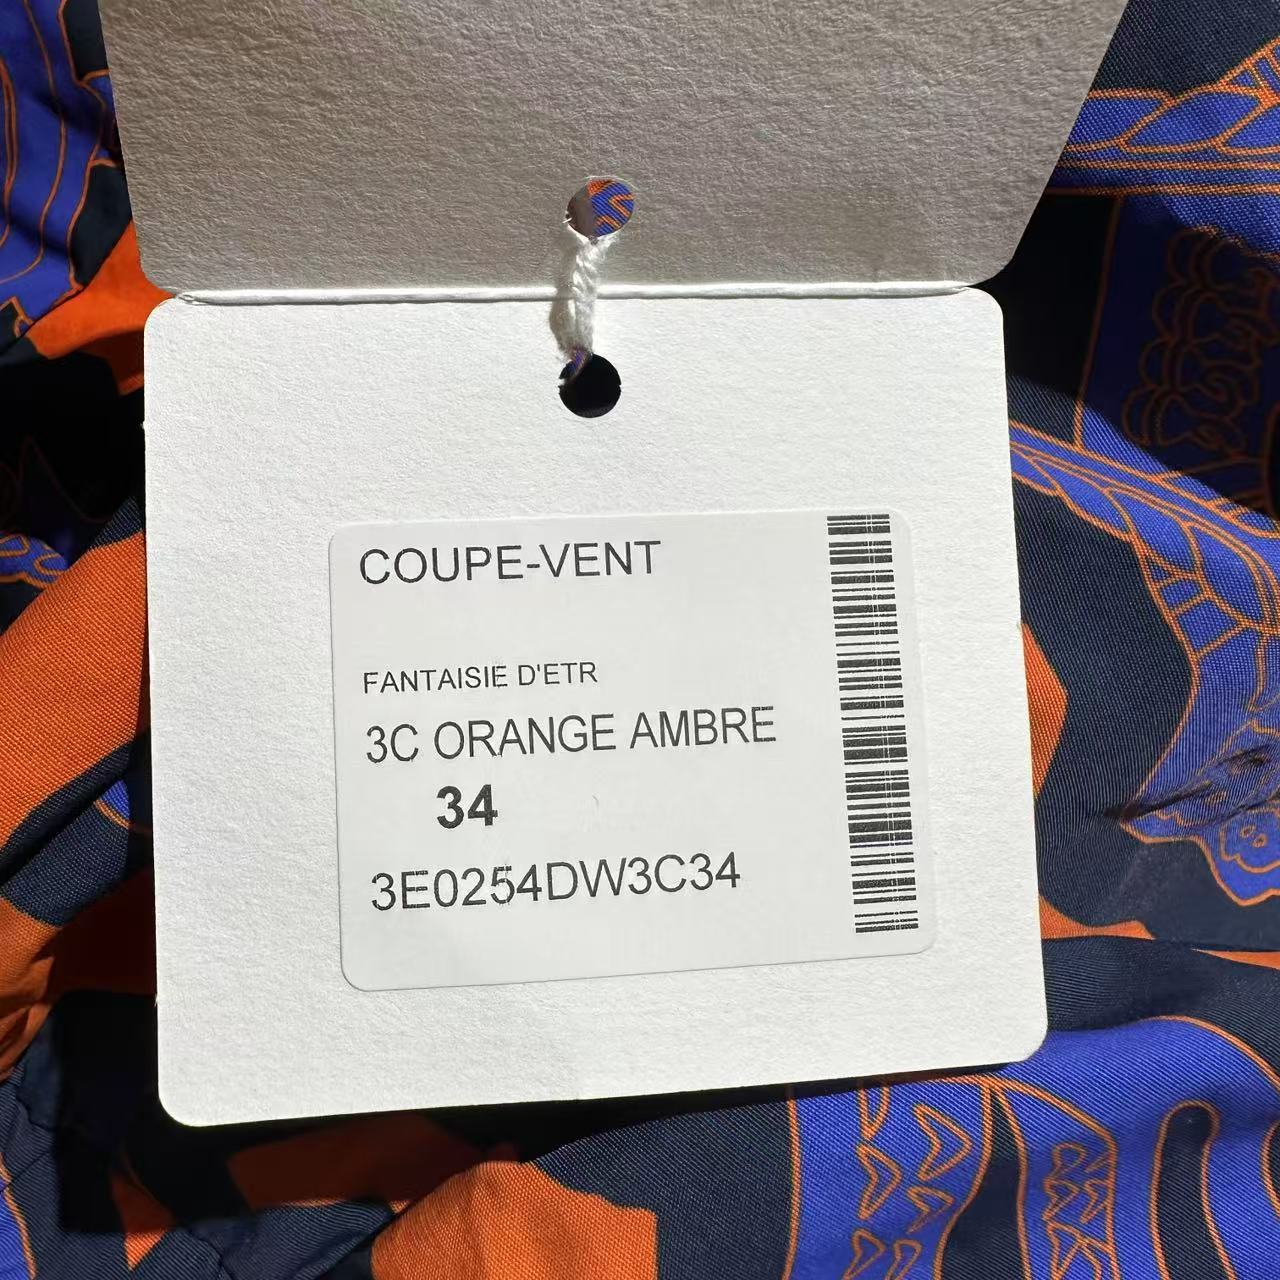 COUPE-VENT
FANTAISIE D'ETR
3C ORANGE AMBRE
34
3E0254DW3C34